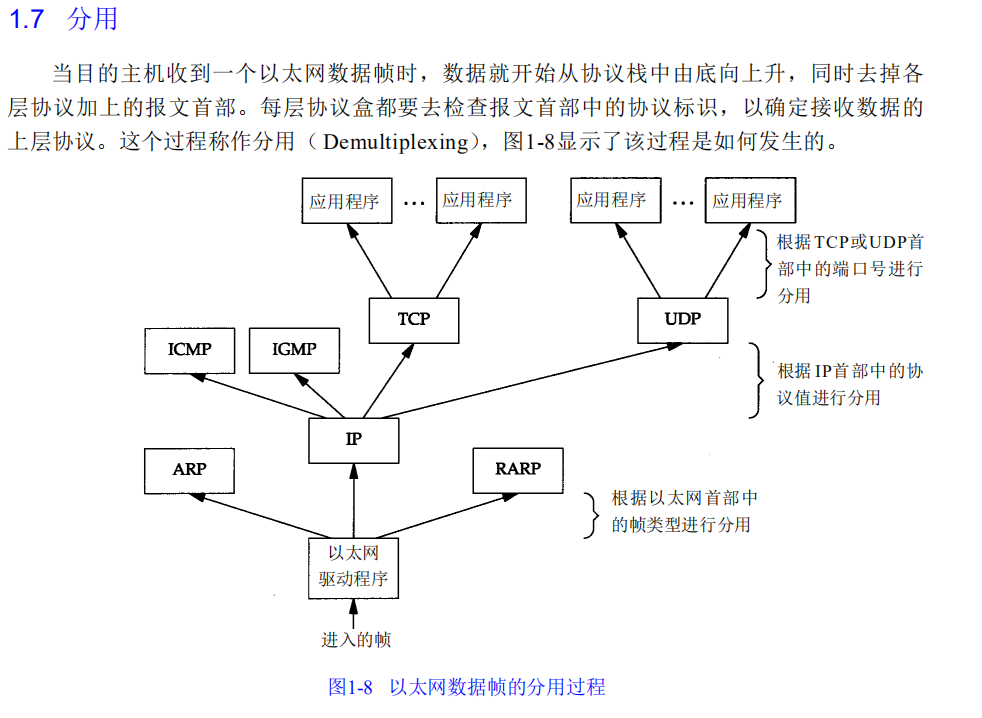 1.7 分用
当目的主机收到一个以太网数据帧时，数据就开始从协议栈中由底向上升，同时去掉各
层协议加上的报文首部。每层协议盒都要去检查报文首部中的协议标识，以确定接收数据的
上层协议。这个过程称作分用（ Demultiplexing），图1-8显示了该过程是如何发生的。
应用程序 … 应用程序 应用程序 … 应用程序
根据TCP或UDP首
部中的端口号进行
分用
TCP UDP
ICMP IGMP
根据IP首部中的协
议值进行分用
IP
ARP RARP
根据以太网首部中
的帧类型进行分用
以太网
驱动程序
进入的帧
图1-8 以太网数据帧的分用过程